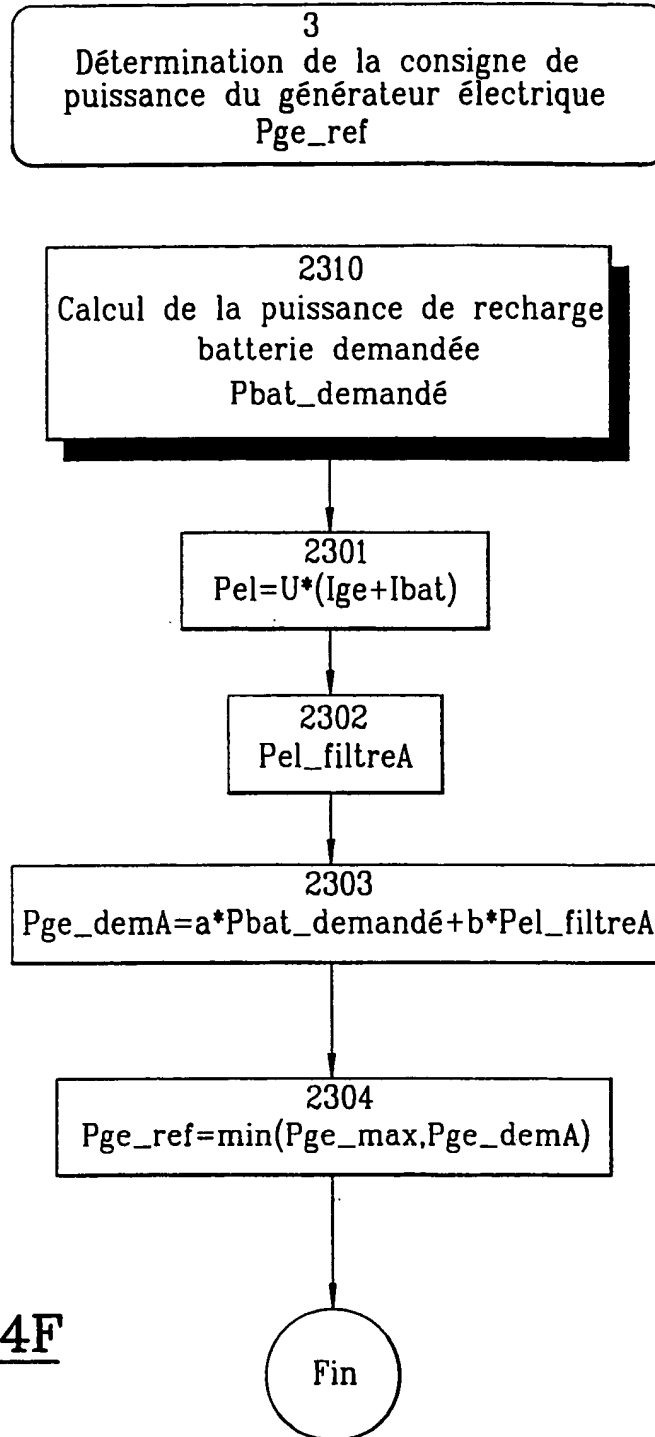 3
Détermination de la consigne de
puissance du générateur électrique
Pge_ref
2310
Calcul de la puissance de recharge
batterie demandée
Pbat_demandé
2301
Pel=U*(Ige+Ibat)
2302
Pel_filtreA
2303
Pge_demA=a*Pbat_demandé+b*Pel_filtreA
2304
Pge_ref=min(Pge_max,Pge_demA)
4F
Fin